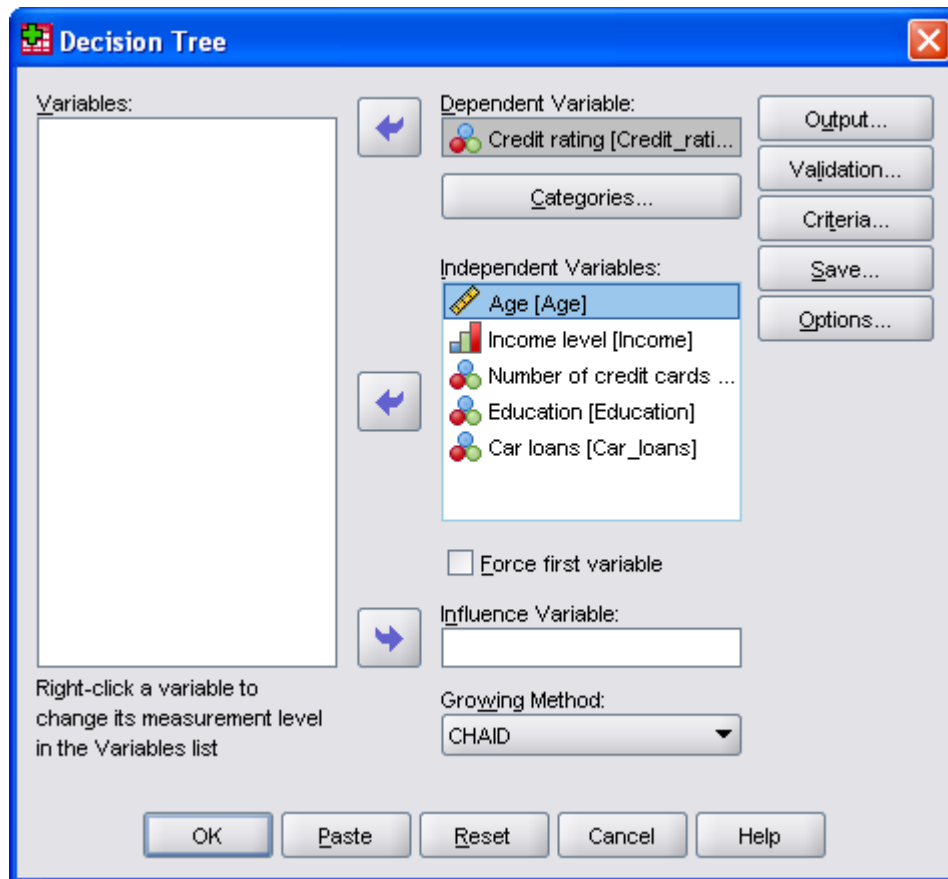 Decision Tree
Variables:
Dependent Variable:
Credit rating [Credit_rati...
Categories...
Independent Variables:
Age [Age]
Income level [Income]
Number of credit cards ...
Education [Education]
Car loans [Car_loans]
Force first variable
Influence Variable:
Growing Method:
CHAID
Right-click a variable to
change its measurement level
in the Variables list
Output...
Validation...
Criteria...
Save...
Options...
OK
Paste
Reset
Cancel
Help